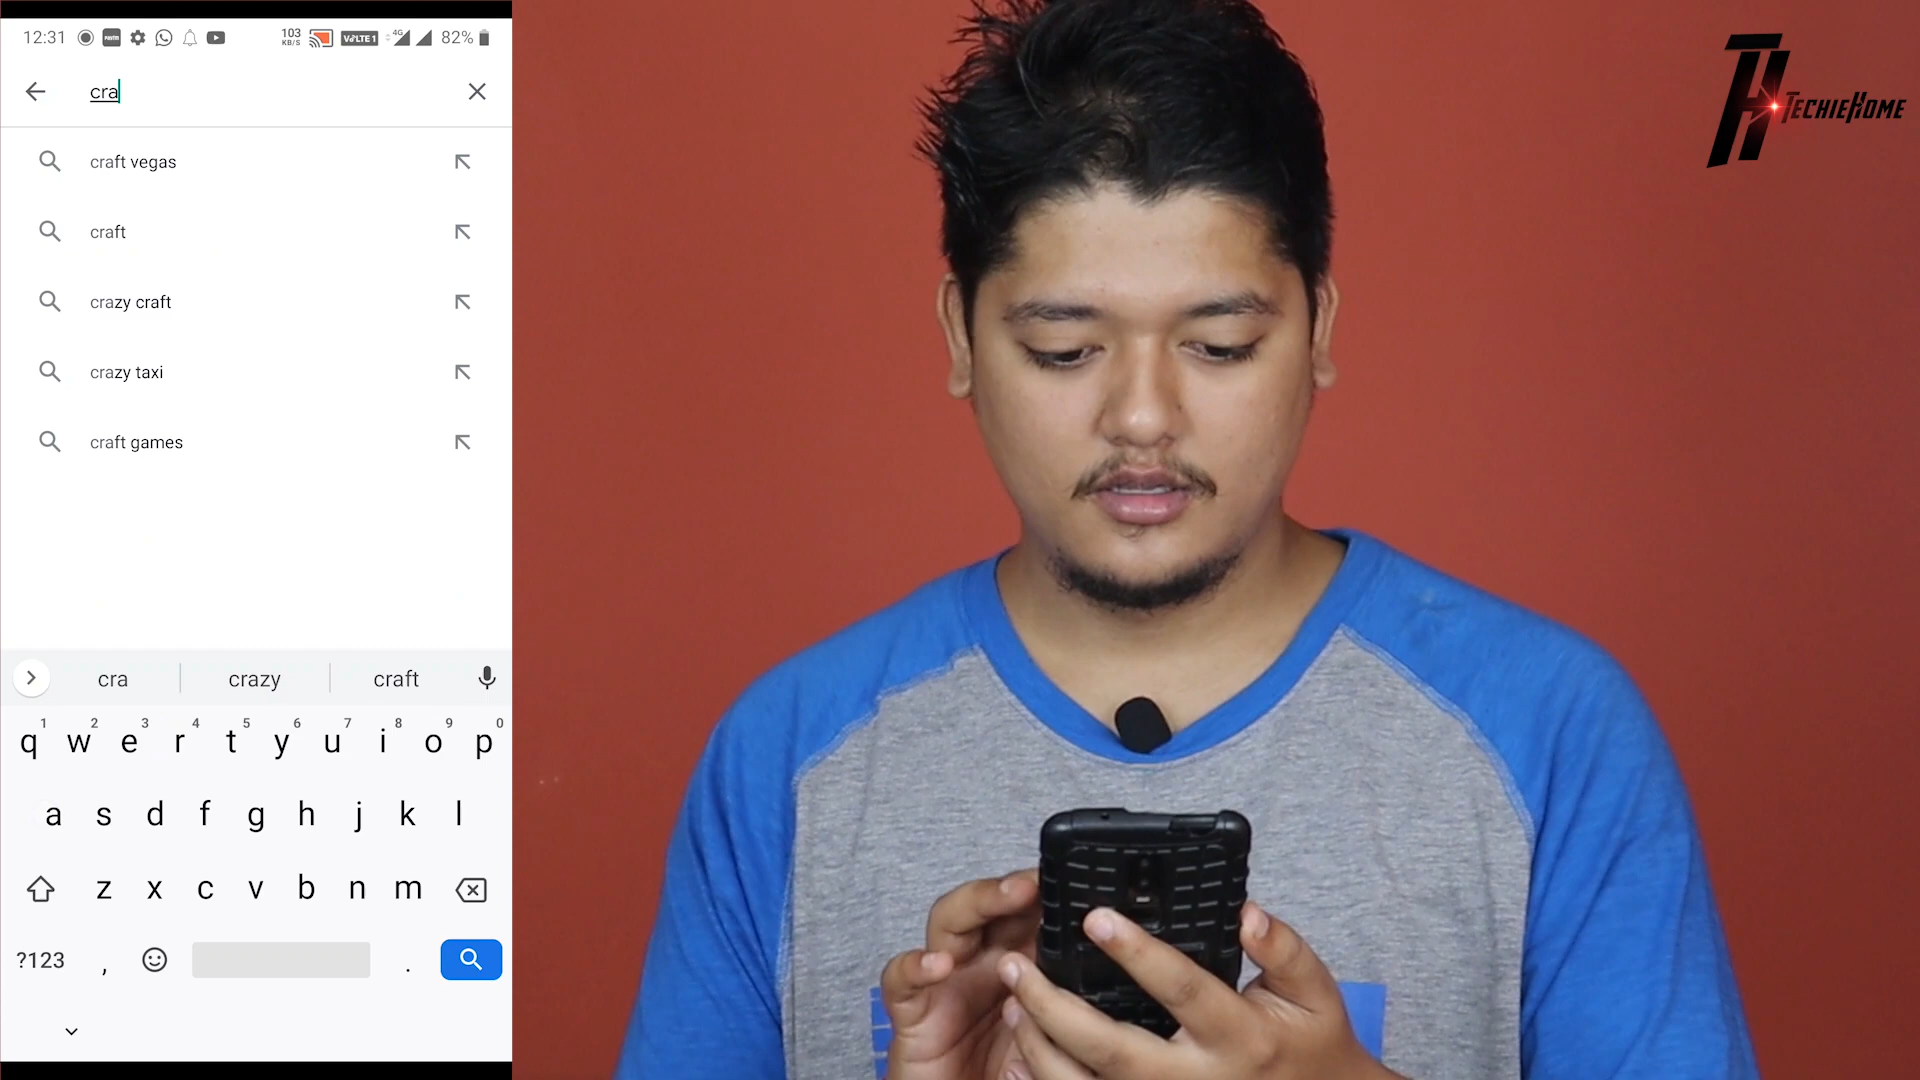 12:31 Paytm 103 KB/S VoLTE 1 4G 82%
cra
craft vegas
craft
crazy craft
crazy taxi
craft games
cra crazy craft
1 2 3 4 5 6 7 8 9 0
q w e r t y u i o p
a s d f g h j k l
z x c v b n m
?123 , .
TECHIEHOME